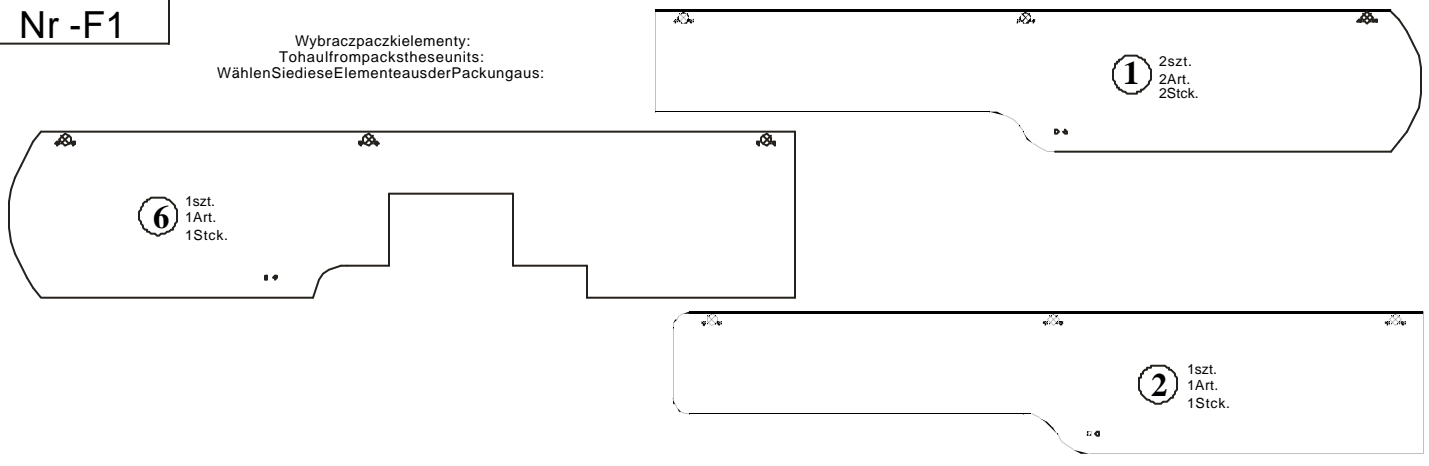 Nr -F1
Wybraczpaczkielementy:
Tohaulfrompackstheseunits:
WählenSiedieseElementeausderPackungaus:
1
2szt.
2Art.
2Stck.
6
1szt.
1Art.
1Stck.
2
1szt.
1Art.
1Stck.